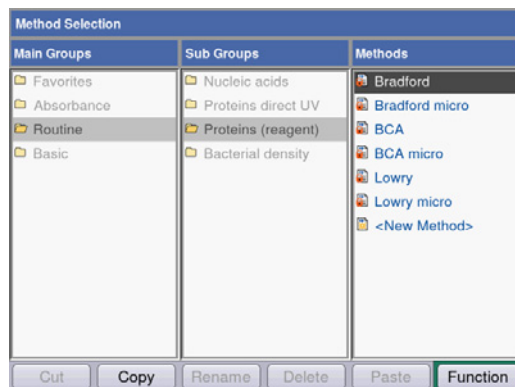 Method Selection
Main Groups
Sub Groups
Methods
Favorites
Absorbance
Routine
Basic
Nucleic acids
Proteins direct UV
Proteins (reagent)
Bacterial density
Bradford
Bradford micro
BCA
BCA micro
Lowry
Lowry micro
<New Method>
Cut
Copy
Rename
Delete
Paste
Function